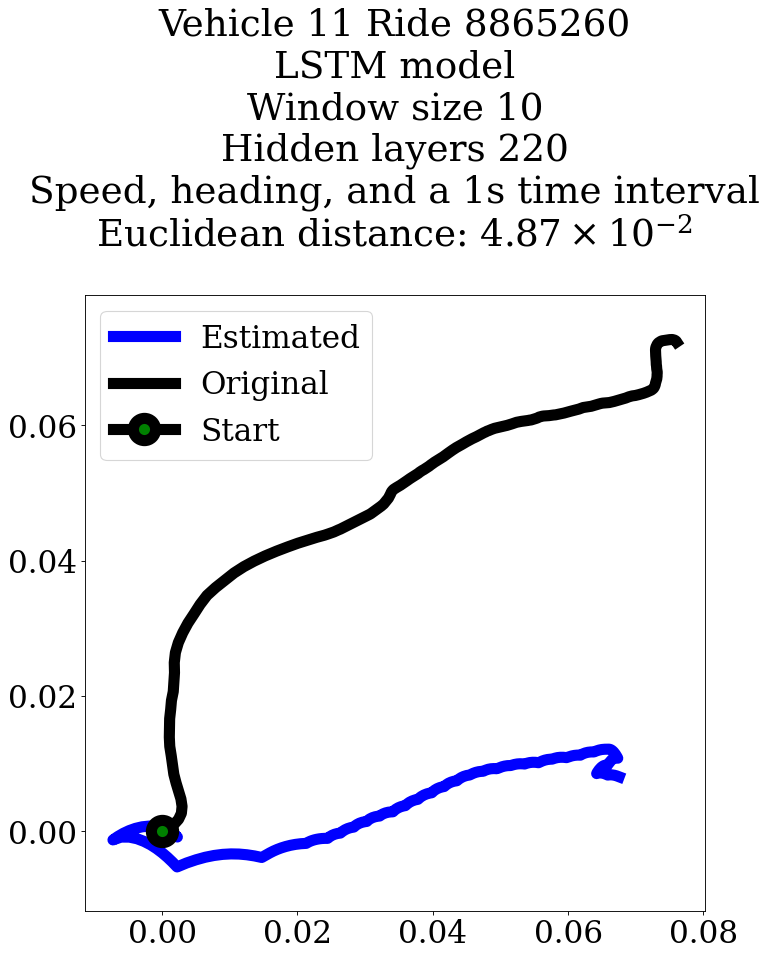 Vehicle 11 Ride 8865260
LSTM model
Window size 10
Hidden layers 220
Speed, heading, and a 1s time interval
Euclidean distance: 4.87 × 10⁻²
Estimated
Original
Start
0.06
0.04
0.02
0.00
0.00 0.02 0.04 0.06 0.08